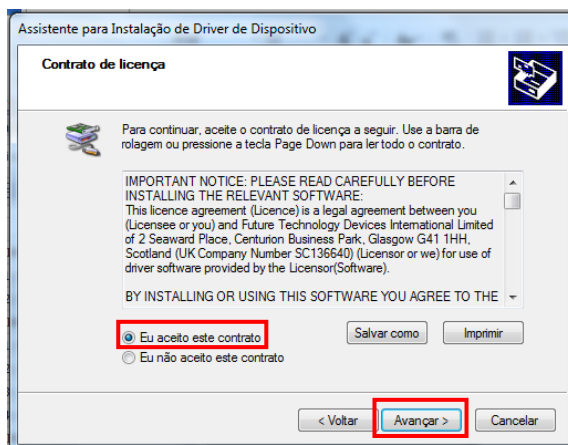 Assistente para Instalação de Driver de Dispositivo
Contrato de licença
Para continuar, aceite o contrato de licença a seguir. Use a barra de
rolagem ou pressione a tecla Page Down para ler todo o contrato.
IMPORTANT NOTICE: PLEASE READ CAREFULLY BEFORE
INSTALLING THE RELEVANT SOFTWARE:
This licence agreement (Licence) is a legal agreement between you
(Licensee or you) and Future Technology Devices International Limited
of 2 Seaward Place, Centurion Business Park, Glasgow G41 1HH,
Scotland (UK Company Number SC136640) (Licensor or we) for use of
driver software provided by the Licensor(Software).
BY INSTALLING OR USING THIS SOFTWARE YOU AGREE TO THE
Eu aceito este contrato
Salvar como
Imprimir
Eu não aceito este contrato
< Voltar
Avançar >
Cancelar